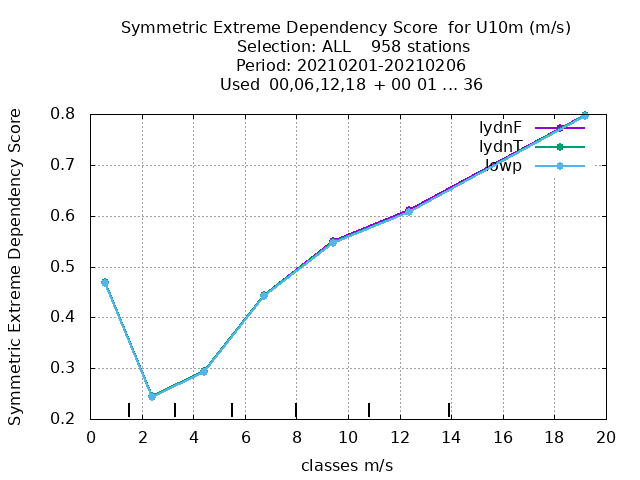 Symmetric Extreme Dependency Score  for U10m (m/s)
Selection: ALL    958 stations
Period: 20210201-20210206
Used  00,06,12,18  + 00 01 ... 36
Symmetric Extreme Dependency Score
0.8
0.7
0.6
0.5
0.4
0.3
0.2
lydnF
lydnT
lowp
0 2 4 6 8 10 12 14 16 18 20
classes m/s